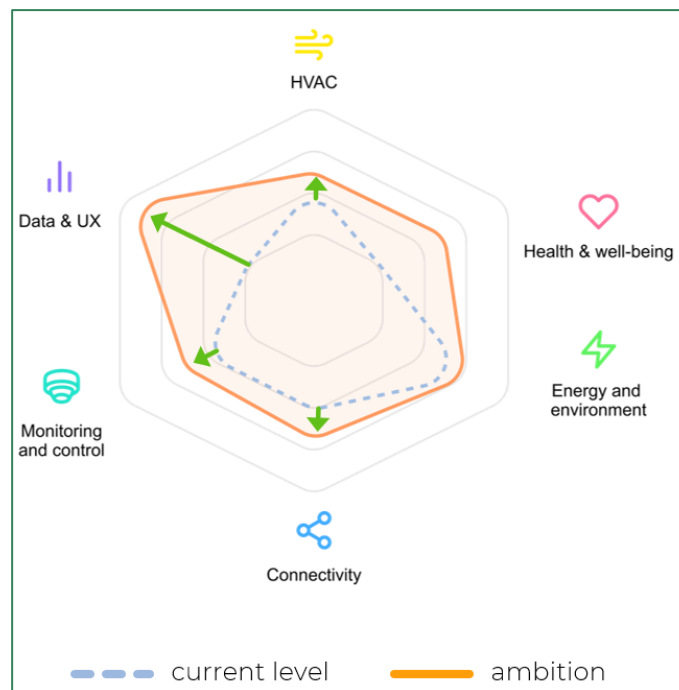 HVAC
Data & UX
Health & well-being
Energy and
environment
Monitoring
and control
Connectivity
current level
ambition